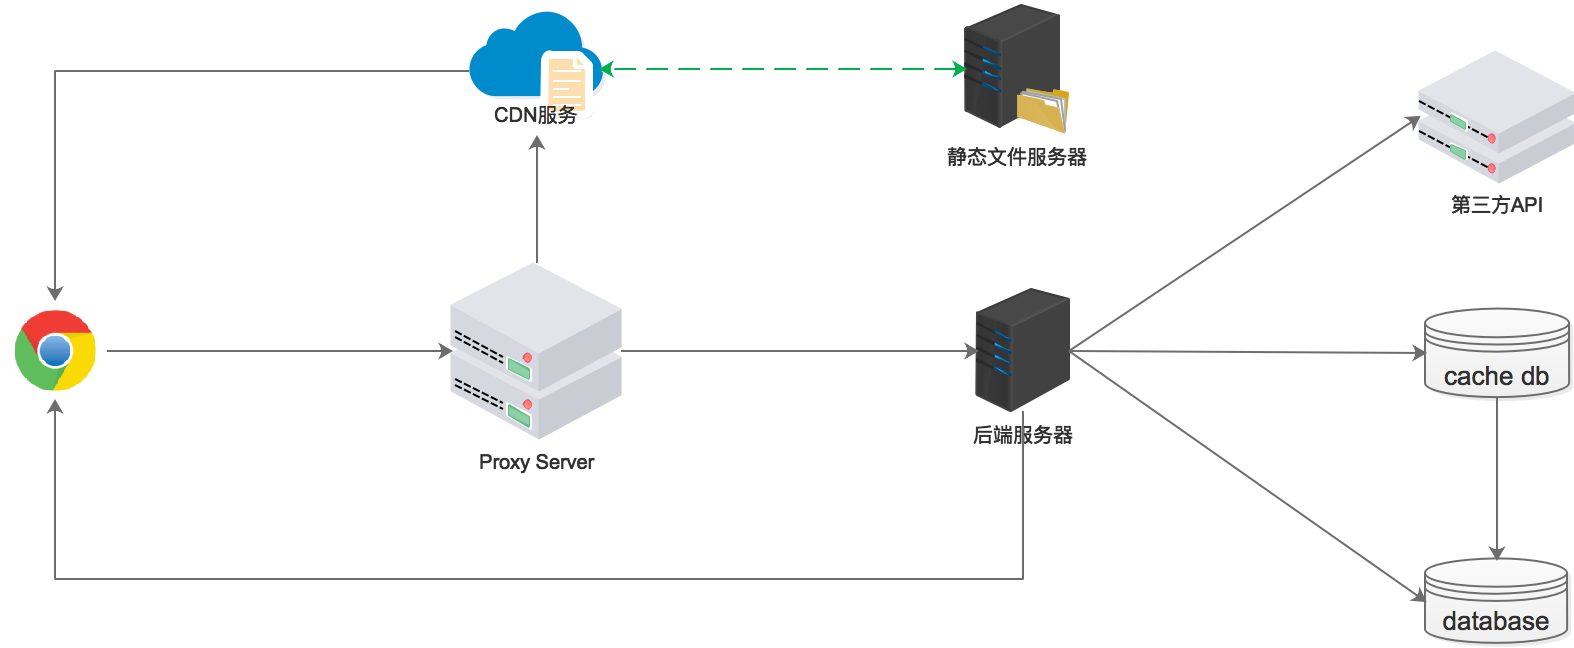 CDN服务
静态文件服务器
第三方API
cache db
后端服务器
Proxy Server
database